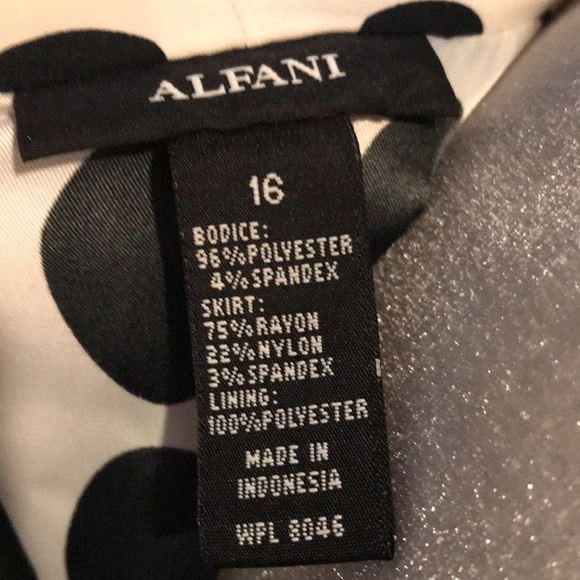 ALFANI
16
BODICE:
96%POLYESTER
4%SPANDEX
SKIRT:
75%RAYON
22%NYLON
3%SPANDEX
LINING:
100%POLYESTER
MADE IN
INDONESIA
WPL 8046